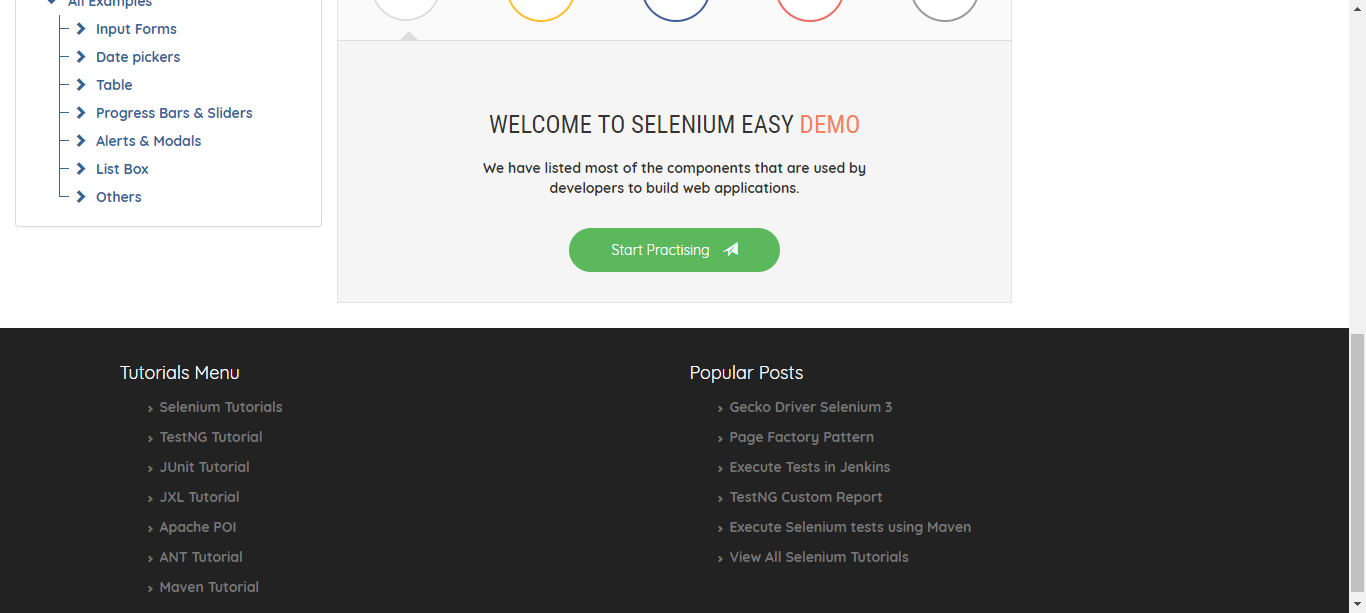 All Examples
Input Forms
Date pickers
Table
Progress Bars & Sliders
Alerts & Modals
List Box
Others
WELCOME TO SELENIUM EASY DEMO
We have listed most of the components that are used by
developers to build web applications.
Start Practising
Tutorials Menu
Selenium Tutorials
TestNG Tutorial
JUnit Tutorial
JXL Tutorial
Apache POI
ANT Tutorial
Maven Tutorial
Popular Posts
Gecko Driver Selenium 3
Page Factory Pattern
Execute Tests in Jenkins
TestNG Custom Report
Execute Selenium tests using Maven
View All Selenium Tutorials